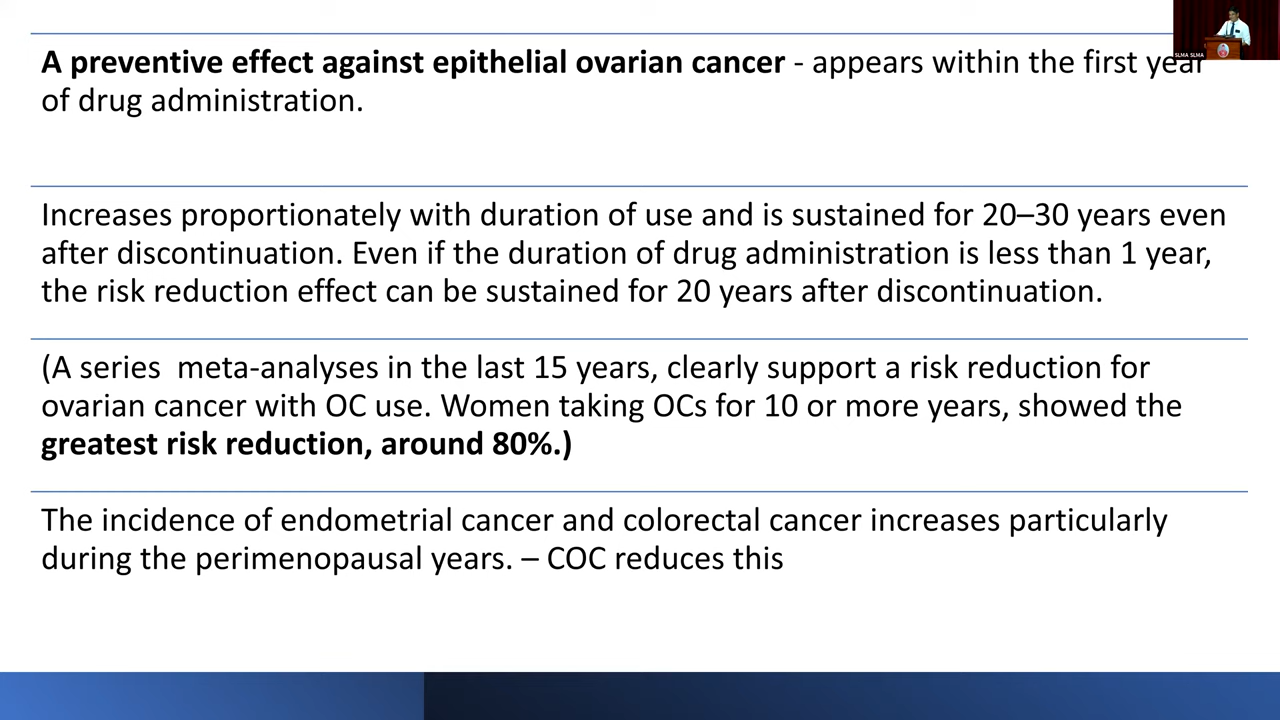 A preventive effect against epithelial ovarian cancer - appears within the first year
of drug administration.
Increases proportionately with duration of use and is sustained for 20–30 years even
after discontinuation. Even if the duration of drug administration is less than 1 year,
the risk reduction effect can be sustained for 20 years after discontinuation.
(A series  meta-analyses in the last 15 years, clearly support a risk reduction for
ovarian cancer with OC use. Women taking OCs for 10 or more years, showed the
greatest risk reduction, around 80%.)
The incidence of endometrial cancer and colorectal cancer increases particularly
during the perimenopausal years. – COC reduces this
SLMA SLMA